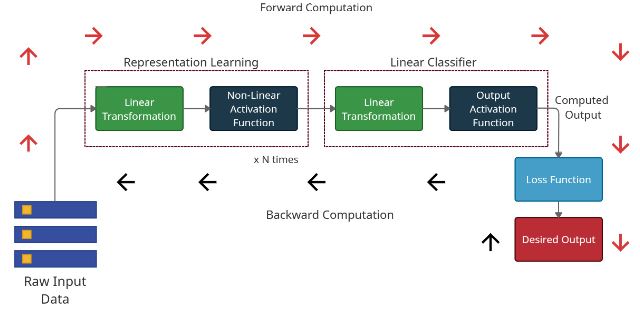 Forward Computation
Representation Learning
Linear Classifier
Linear
Transformation
Non-Linear
Activation
Function
Linear
Transformation
Output
Activation
Function
Computed
Output
x N times
Loss Function
Backward Computation
Desired Output
Raw Input
Data